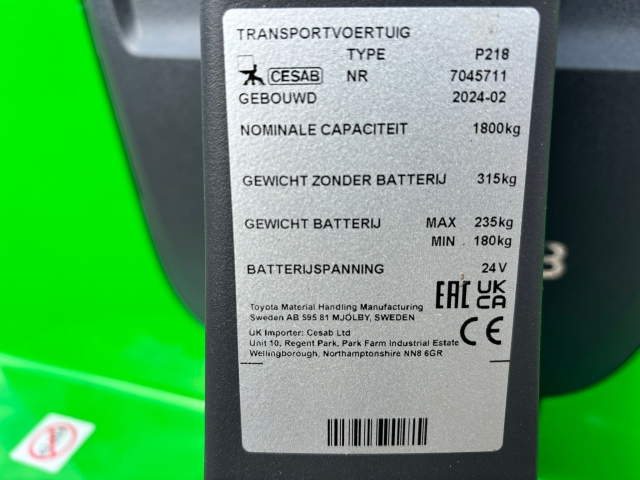 TRANSPORTVOERTUIG
TYPE P218
CESAB NR 7045711
GEBOUWD 2024-02
NOMINALE CAPACITEIT 1800kg
GEWICHT ZONDER BATTERIJ 315kg
GEWICHT BATTERIJ MAX 235kg
MIN 180kg
BATTERIJSPANNING 24V
Toyota Material Handling Manufacturing
Sweden AB 595 81 MJÖLBY, SWEDEN
EAC UK CA
UK Importer: Cesab Ltd
Unit 10, Regent Park, Park Farm Industrial Estate
Wellingborough, Northamptonshire NN8 6GR
CE